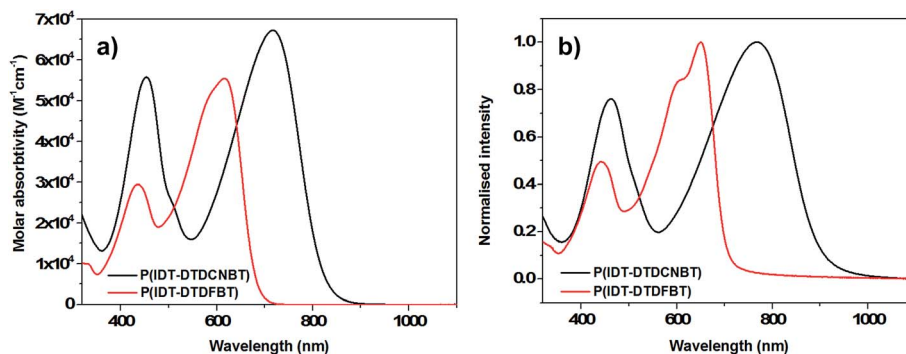 a)
Molar absorbtivity (M⁻¹cm⁻¹)
7x10⁴
6x10⁴
5x10⁴
4x10⁴
3x10⁴
2x10⁴
1x10⁴
0
P(IDT-DTDCNBT)
P(IDT-DTDFBT)
400 600 800 1000
Wavelength (nm)
b)
Normalised intensity
1.0
0.8
0.6
0.4
0.2
0.0
P(IDT-DTDCNBT)
P(IDT-DTDFBT)
400 600 800 1000
Wavelength (nm)